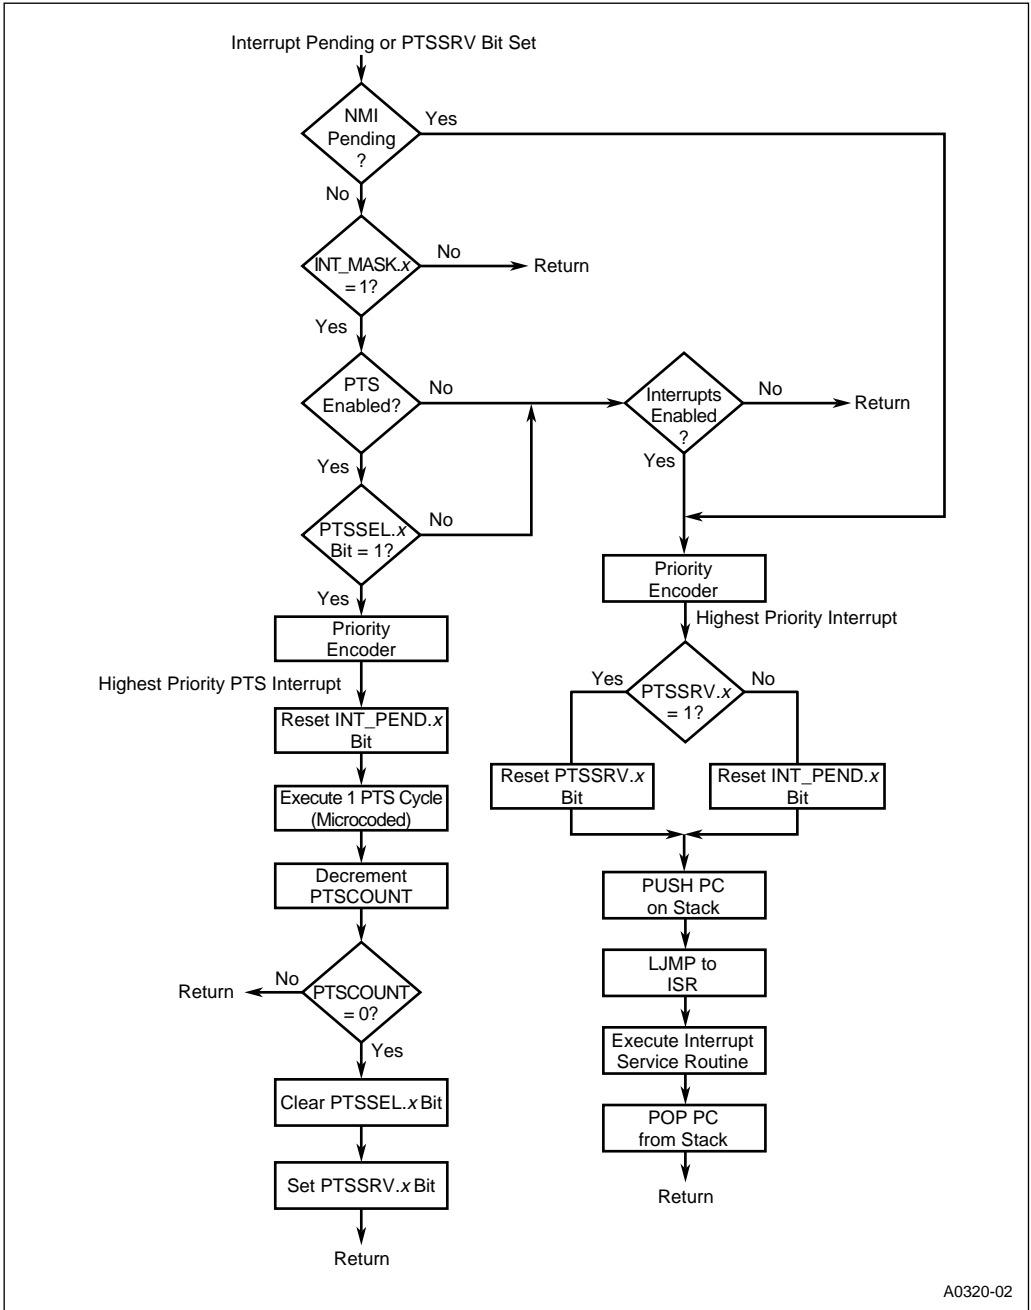 Interrupt Pending or PTSSRV Bit Set
NMI
Pending
?
Yes
No
INT_MASK.x
= 1?
No
Return
Yes
PTS
Enabled?
No
Interrupts
Enabled
?
No
Return
Yes
Yes
PTSSEL.x
Bit = 1?
No
Yes
Priority
Encoder
Highest Priority PTS Interrupt
Reset INT_PEND.x
Bit
Execute 1 PTS Cycle
(Microcoded)
Decrement
PTSCOUNT
PTSCOUNT
= 0?
No
Return
Yes
Clear PTSSEL.x Bit
Set PTSSRV.x Bit
Return
Priority
Encoder
Highest Priority Interrupt
PTSSRV.x
= 1?
Yes
No
Reset PTSSRV.x
Bit
Reset INT_PEND.x
Bit
PUSH PC
on Stack
LJMP to
ISR
Execute Interrupt
Service Routine
POP PC
from Stack
Return
A0320-02